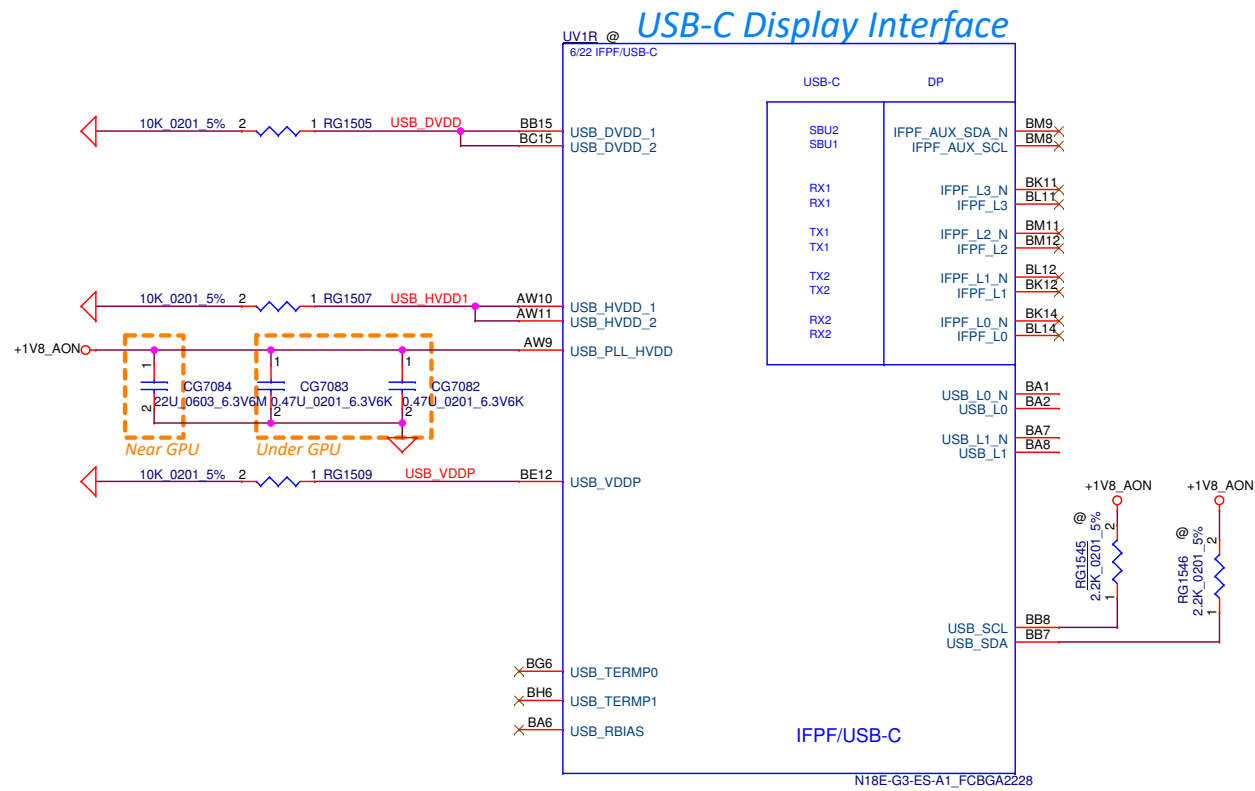 USB-C Display Interface
UV1R @
6/22 IFPF/USB-C
USB-C DP
10K_0201_5% 2 1 RG1505 USB_DVDD BB15 USB_DVDD_1
BC15 USB_DVDD_2
SBU2 IFPF_AUX_SDA_N BM9
SBU1 IFPF_AUX_SCL BM8
RX1 IFPF_L3_N BK11
RX1 IFPF_L3 BL11
TX1 IFPF_L2_N BM11
TX1 IFPF_L2 BM12
TX2 IFPF_L1_N BL12
TX2 IFPF_L1 BK12
10K_0201_5% 2 1 RG1507 USB_HVDD1 AW10 USB_HVDD_1
AW11 USB_HVDD_2
RX2 IFPF_L0_N BK14
RX2 IFPF_L0 BL14
+1V8_AON AW9 USB_PLL_HVDD
1 1 1
CG7084 CG7083 CG7082
22U_0603_6.3V6M 0.47U_0201_6.3V6K 0.47U_0201_6.3V6K
2 2 2
Near GPU Under GPU
USB_L0_N BA1
USB_L0 BA2
USB_L1_N BA7
USB_L1 BA8
10K_0201_5% 2 1 RG1509 USB_VDDP BE12 USB_VDDP
+1V8_AON +1V8_AON
@ 2 RG1545 2.2K_0201_5% 1
@ 2 RG1546 2.2K_0201_5% 1
USB_SCL BB8
USB_SDA BB7
BG6 USB_TERMP0
BH6 USB_TERMP1
BA6 USB_RBIAS
IFPF/USB-C
N18E-G3-ES-A1_FCBGA2228